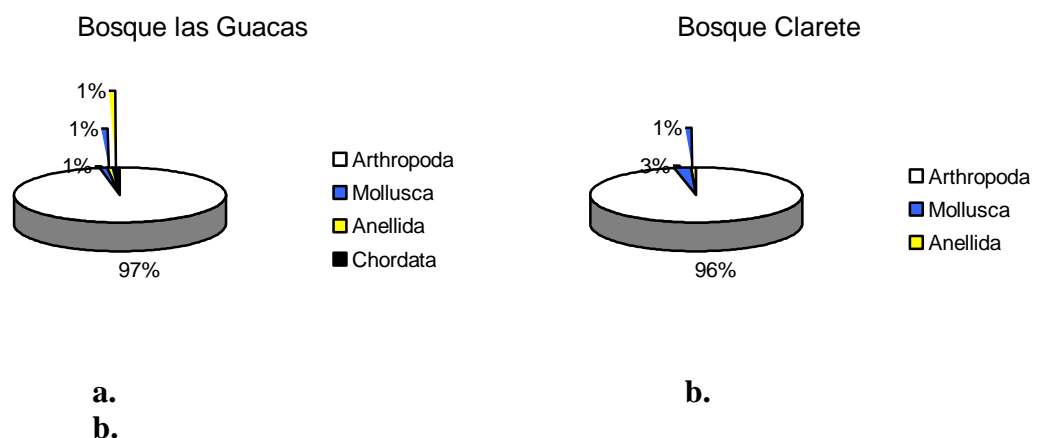 Bosque las Guacas
1%
1%
1%
97%
Arthropoda
Mollusca
Anellida
Chordata
a.
b.
Bosque Clarete
1%
3%
96%
Arthropoda
Mollusca
Anellida
b.